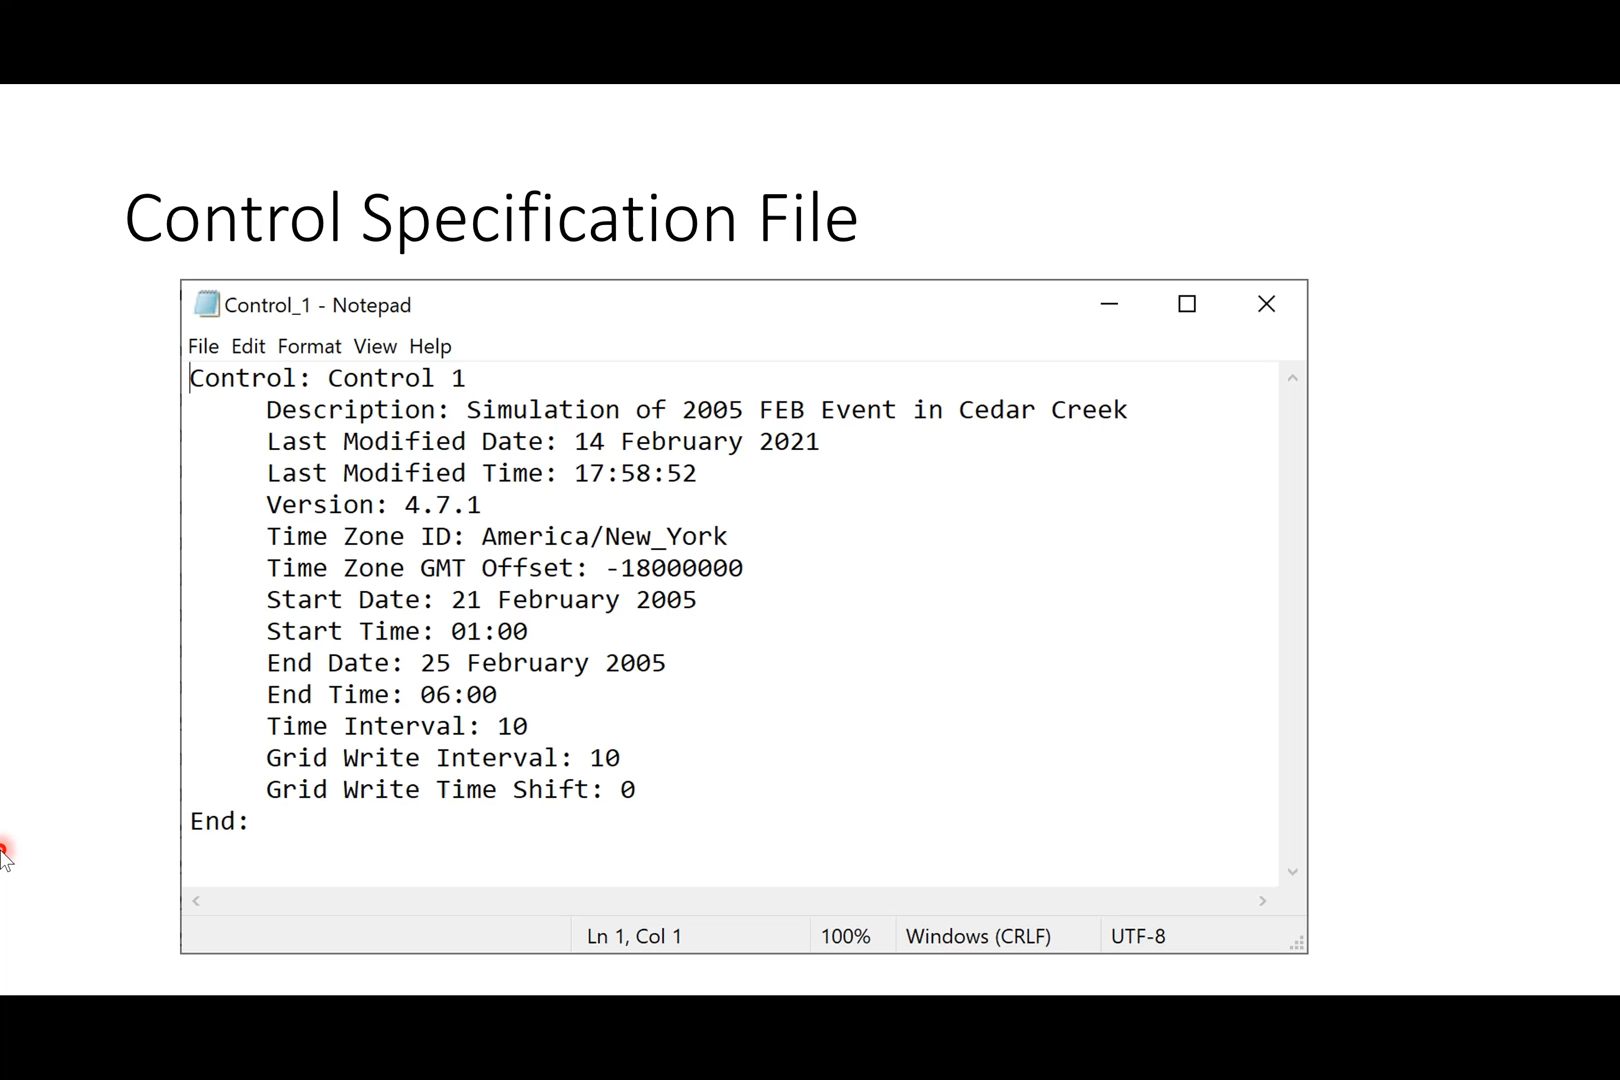 Control Specification File
Control_1 - Notepad
File Edit Format View Help
Control: Control 1
Description: Simulation of 2005 FEB Event in Cedar Creek
Last Modified Date: 14 February 2021
Last Modified Time: 17:58:52
Version: 4.7.1
Time Zone ID: America/New_York
Time Zone GMT Offset: -18000000
Start Date: 21 February 2005
Start Time: 01:00
End Date: 25 February 2005
End Time: 06:00
Time Interval: 10
Grid Write Interval: 10
Grid Write Time Shift: 0
End:
Ln 1, Col 1 100% Windows (CRLF) UTF-8